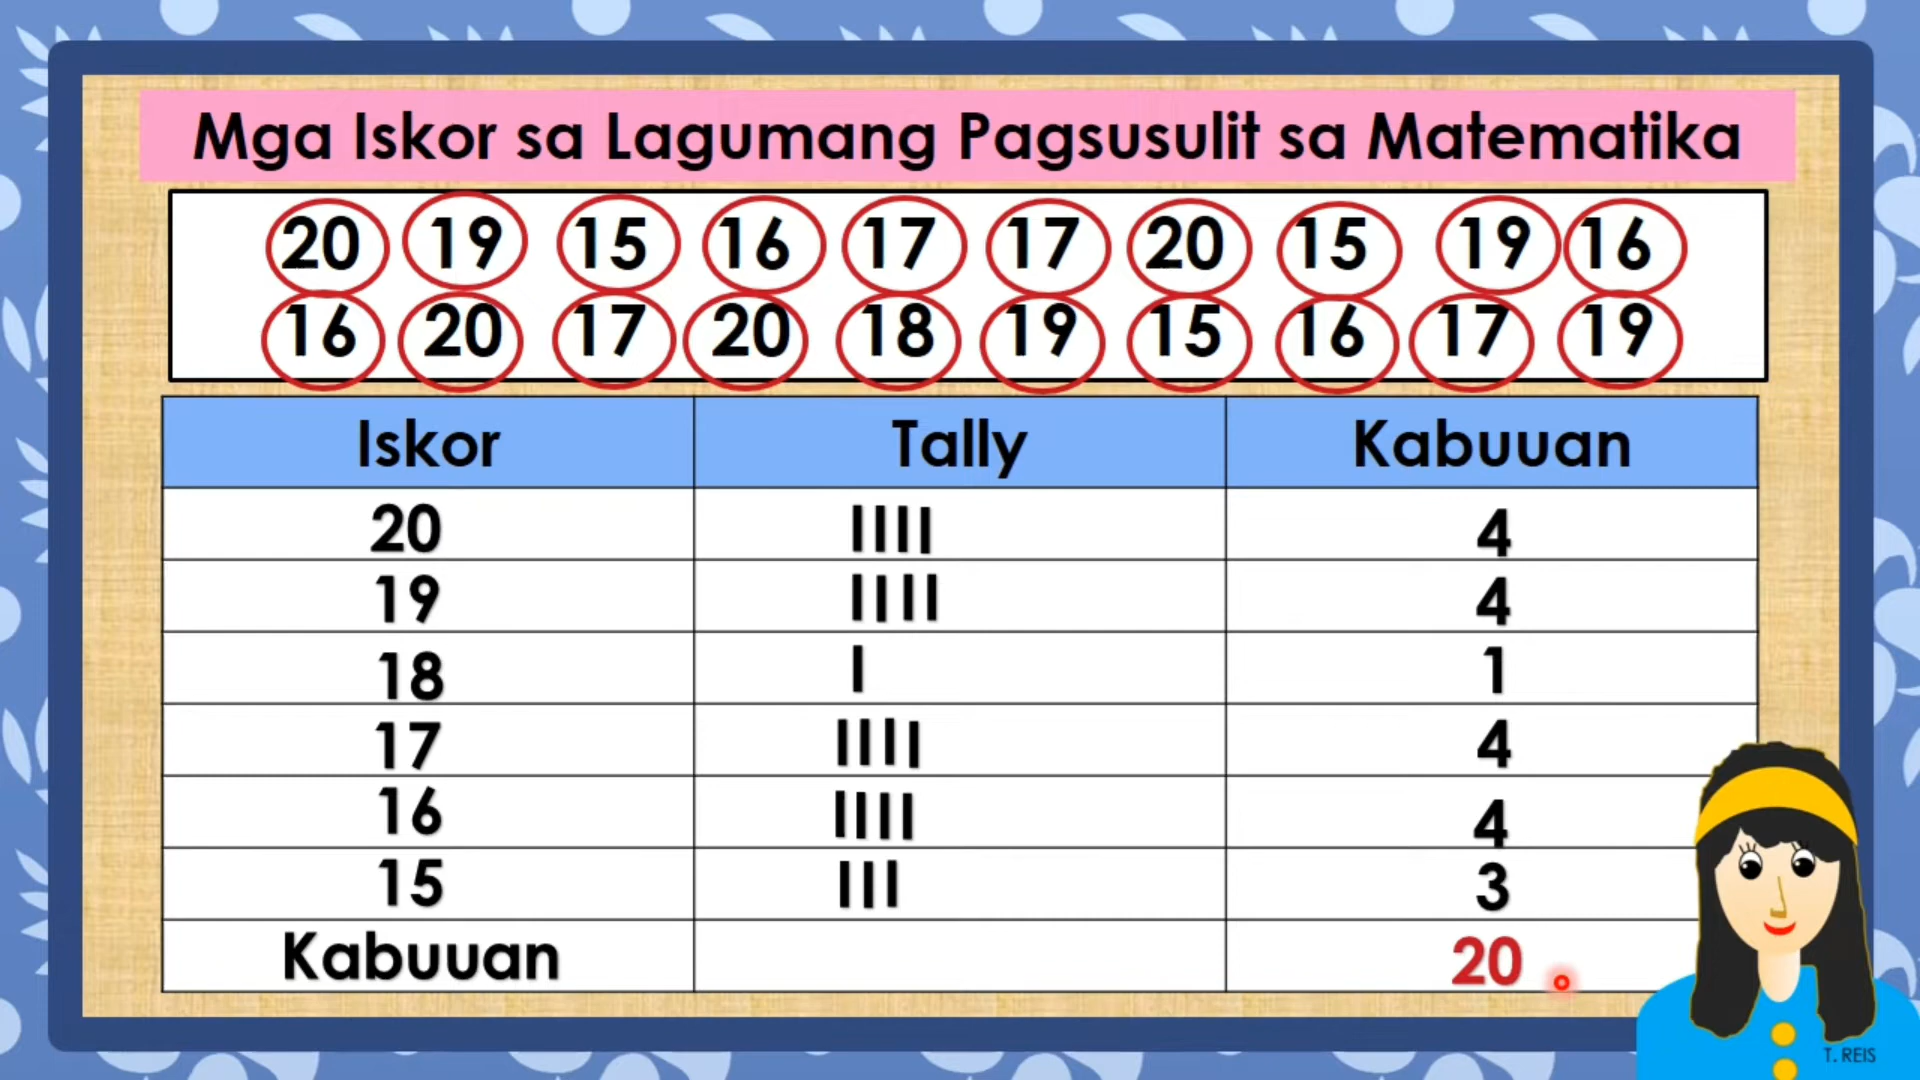 Mga Iskor sa Lagumang Pagsusulit sa Matematika
20 19 15 16 17 17 20 15 19 16
16 20 17 20 18 19 15 16 17 19
Iskor Tally Kabuuan
20 IIII 4
19 IIII 4
18 I 1
17 IIII 4
16 IIII 4
15 III 3
Kabuuan 20
T. REIS